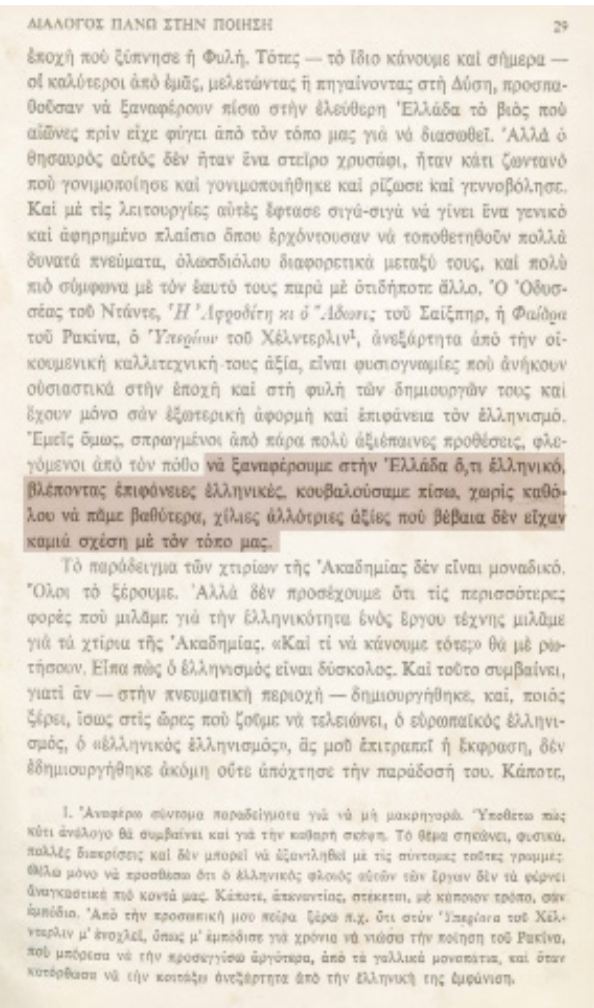 ΔΙΑΛΟΓΟΣ ΠΑΝΩ ΣΤΗΝ ΠΟΙΗΣΗ 29
ἐποχὴ ποὺ ξύπνησε ἡ Φυλή. Τότες — τὸ ἴδιο κάνουμε καὶ σήμερα —
οἱ καλύτεροι ἀπὸ ἐμᾶς, μελετώντας ἢ πηγαίνοντας στὴ Δύση, προσπα-
θοῦσαν νὰ ξαναφέρουν πίσω στὴν ἐλεύθερη Ἑλλάδα τὸ βιὸς ποὺ
αἰῶνες πρὶν εἶχε φύγει ἀπὸ τὸν τόπο μας γιὰ νὰ διασωθεῖ. Ἀλλὰ ὁ
θησαυρὸς αὐτὸς δὲν ἦταν ἕνα στεῖρο χρυσάφι, ἦταν κάτι ζωντανὸ
ποὺ γονιμοποίησε καὶ γονιμοποιήθηκε καὶ ρίζωσε καὶ γεννοβόλησε.
Καὶ μὲ τὶς λειτουργίες αὐτὲς ἔφτασε σιγὰ-σιγὰ νὰ γίνει ἕνα γενικὸ
καὶ ἀφηρημένο πλαίσιο ὅπου ἐρχόντουσαν νὰ τοποθετηθοῦν πολλὰ
δυνατὰ πνεύματα, ὁλωσδιόλου διαφορετικὰ μεταξύ τους, καὶ πολὺ
πιὸ σύμφωνα μὲ τὸν ἑαυτό τους παρὰ μὲ ὁτιδήποτε ἄλλο. Ὁ Ὀδυσ-
σέας τοῦ Ντάντε, Ἡ Ἀφροδίτη κι ὁ Ἄδωνις τοῦ Σαίξπηρ, ἡ Φαίδρα
τοῦ Ρακίνα, ὁ Ὑπερίων τοῦ Χέλντερλιν¹, ἀνεξάρτητα ἀπὸ τὴν οἰ-
κουμενικὴ καλλιτεχνική τους ἀξία, εἶναι φυσιογνωμίες ποὺ ἀνήκουν
οὐσιαστικὰ στὴν ἐποχὴ καὶ στὴ φυλὴ τῶν δημιουργῶν τους καὶ
ἔχουν μόνο σὰν ἐξωτερικὴ ἀφορμὴ καὶ ἐπιφάνεια τὸν ἑλληνισμό.
Ἐμεῖς ὅμως, σπρωγμένοι ἀπὸ πάρα πολὺ ἀξιέπαινες προθέσεις, φλε-
γόμενοι ἀπὸ τὸν πόθο νὰ ξαναφέρουμε στὴν Ἑλλάδα ὅ,τι ἑλληνικό,
βλέποντας ἐπιφάνειες ἑλληνικές, κουβαλούσαμε πίσω, χωρὶς καθό-
λου νὰ πᾶμε βαθύτερα, χίλιες ἀλλότριες ἀξίες ποὺ βέβαια δὲν εἶχαν
καμιὰ σχέση μὲ τὸν τόπο μας.
Τὸ παράδειγμα τῶν χτιρίων τῆς Ἀκαδημίας δὲν εἶναι μοναδικό.
Ὅλοι τὸ ξέρουμε. Ἀλλὰ δὲν προσέχουμε ὅτι τὶς περισσότερες
φορὲς ποὺ μιλᾶμε γιὰ τὴν ἑλληνικότητα ἑνὸς ἔργου τέχνης μιλᾶμε
γιὰ τὰ χτίρια τῆς Ἀκαδημίας. «Καὶ τί νὰ κάνουμε τότε;» θὰ μὲ ρω-
τήσουν. Εἶπα πὼς ὁ ἑλληνισμὸς εἶναι δύσκολος. Καὶ τοῦτο συμβαίνει,
γιατὶ ἂν — στὴν πνευματικὴ περιοχὴ — δημιουργήθηκε, καί, ποιὸς
ξέρει, ἴσως στὶς ὧρες ποὺ ζοῦμε νὰ τελειώνει, ὁ εὐρωπαϊκὸς ἑλληνι-
σμός, ὁ «ἑλληνικὸς ἑλληνισμός», ἂς μοῦ ἐπιτραπεῖ ἡ ἔκφραση, δὲν
ἐδημιουργήθηκε ἀκόμη οὔτε ἀπόχτησε τὴν παράδοσή του. Κάποτε,
1. Ἀναφέρω σύντομα παραδείγματα γιὰ νὰ μὴ μακρηγορῶ. Ὑποθέτω πὼς
κάτι ἀνάλογο θὰ συμβαίνει καὶ γιὰ τὴν καθαρὴ σκέψη. Τὸ θέμα σηκώνει, φυσικά,
πολλὲς διακρίσεις καὶ δὲν μπορεῖ νὰ ἐξαντληθεῖ μὲ τὶς σύντομες τοῦτες γραμμές.
Θέλω μόνο νὰ προσθέσω ὅτι ὁ ἑλληνικὸς φλοιὸς αὐτῶν τῶν ἔργων δὲν τὰ φέρνει
ἀναγκαστικὰ πιὸ κοντά μας. Κάποτε, ἀπεναντίας, στέκεται, μὲ κάποιον τρόπο, σὰν
ἐμπόδιο. Ἀπὸ τὴν προσωπική μου πεῖρα ξέρω π.χ. ὅτι στὸν Ὑπερίονα τοῦ Χέλ-
ντερλιν μ' ἐνοχλεῖ, ὅπως μ' ἐμπόδισε γιὰ χρόνια νὰ νιώσω τὴν ποίηση τοῦ Ρακίνα,
ποὺ μπόρεσα νὰ τὴν προσεγγίσω ἀργότερα, ἀπὸ τὰ γαλλικὰ μονοπάτια, καὶ ὅταν
κατόρθωσα νὰ τὴν κοιτάξω ἀνεξάρτητα ἀπὸ τὴν ἑλληνική της ἐμφάνιση.